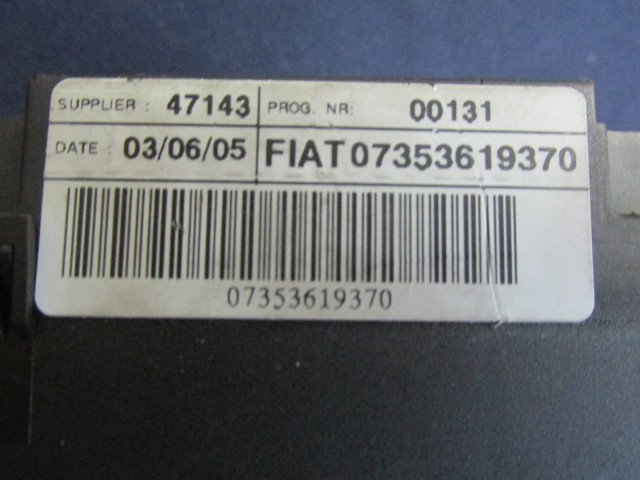 SUPPLIER : 47143 PROG. NR: 00131
DATE : 03/06/05 FIAT 07353619370
07353619370